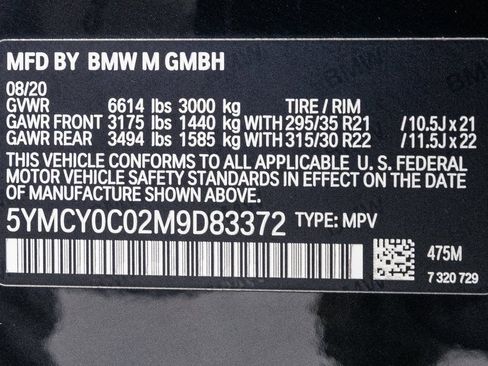 MFD BY BMW M GMBH
08/20
GVWR 6614 lbs 3000 kg TIRE / RIM
GAWR FRONT 3175 lbs 1440 kg WITH 295/35 R21 /10.5J x 21
GAWR REAR 3494 lbs 1585 kg WITH 315/30 R22 /11.5J x 22
THIS VEHICLE CONFORMS TO ALL APPLICABLE U. S. FEDERAL
MOTOR VEHICLE SAFETY STANDARDS IN EFFECT ON THE DATE OF
MANUFACTURE SHOWN ABOVE.
5YMCY0C02M9D83372 TYPE: MPV
475M
7 320 729